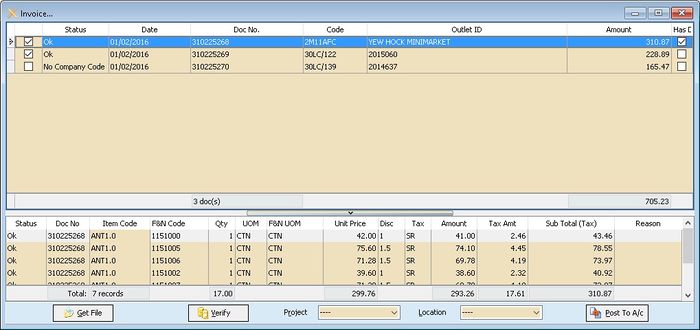 Invoice...
Status Date Doc No. Code Outlet ID Amount Has D
Ok 01/02/2016 310225268 2M11AFC YEW HOCK MINIMARKET 310.87
Ok 01/02/2016 310225269 30LC/122 2015060 228.89
No Company Code 01/02/2016 310225270 30LC/139 2014637 165.47
3 doc(s) 705.23
Status Doc No Item Code F&N Code Qty UOM F&N UOM Unit Price Disc Tax Amount Tax Amt Sub Total (Tax) Reason
Ok 310225268 ANT1.0 1151000 1 CTN CTN 42.00 1 SR 41.00 2.46 43.46
Ok 310225268 ANT1.0 1151005 1 CTN CTN 75.60 1.5 SR 74.10 4.45 78.55
Ok 310225268 ANT1.0 1151006 1 CTN CTN 71.28 1.5 SR 69.78 4.19 73.97
Ok 310225268 ANT1.0 1151002 1 CTN CTN 39.60 1 SR 38.60 2.32 40.92
Total: 7 records 17.00 299.76 293.26 17.61 310.87
Get File Verify Project ---- Location ---- Post To A/c